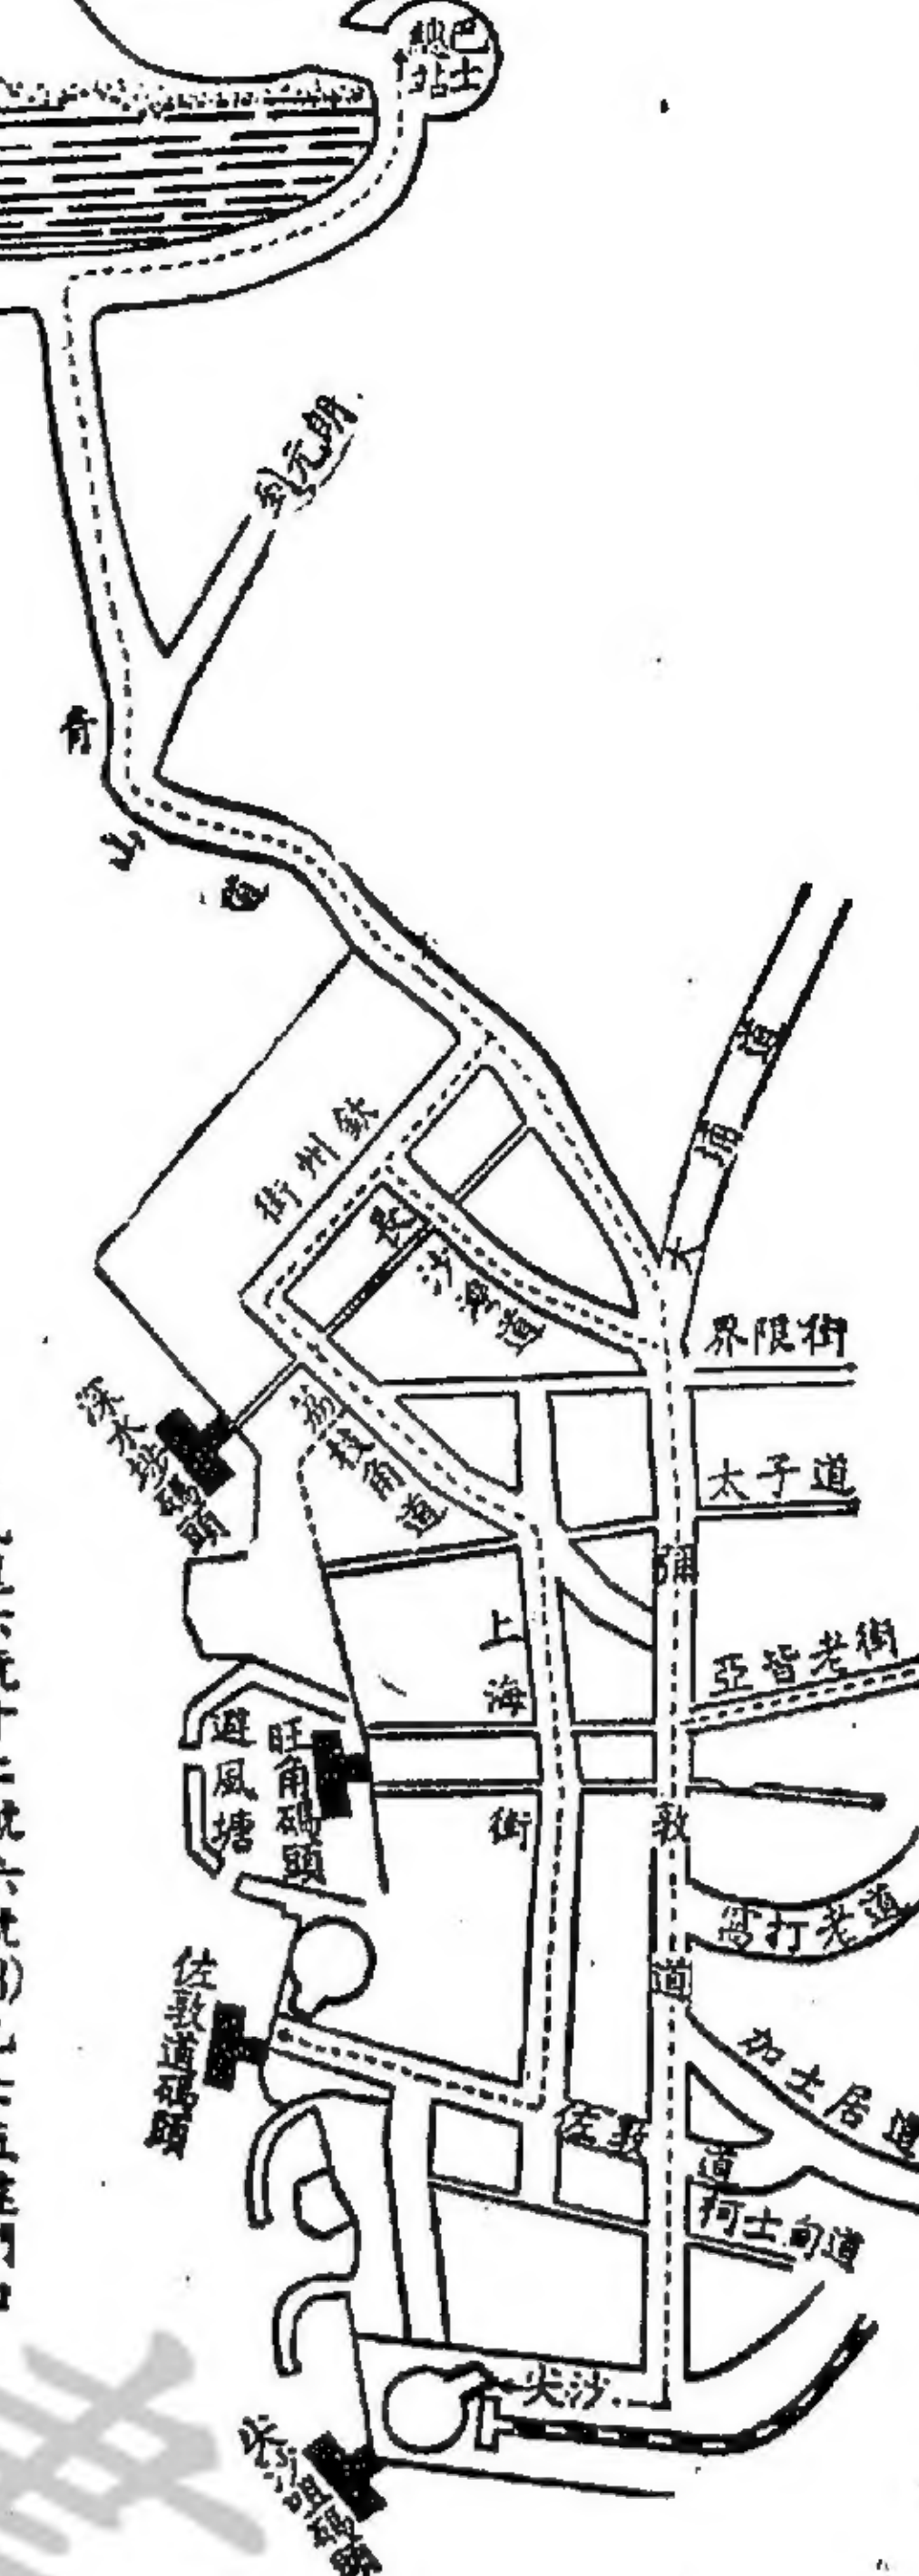 巴士總站
到元朗
青山道
大埔道
欽州街
長沙灣道
界限街
荔枝角道
太子道
深水埗碼頭
彌敦道
上海街
亞皆老街
避風塘
旺角碼頭
窩打老道
佐敦道碼頭
加士居道
佐敦道
柯士甸道
尖沙
尖沙咀碼頭